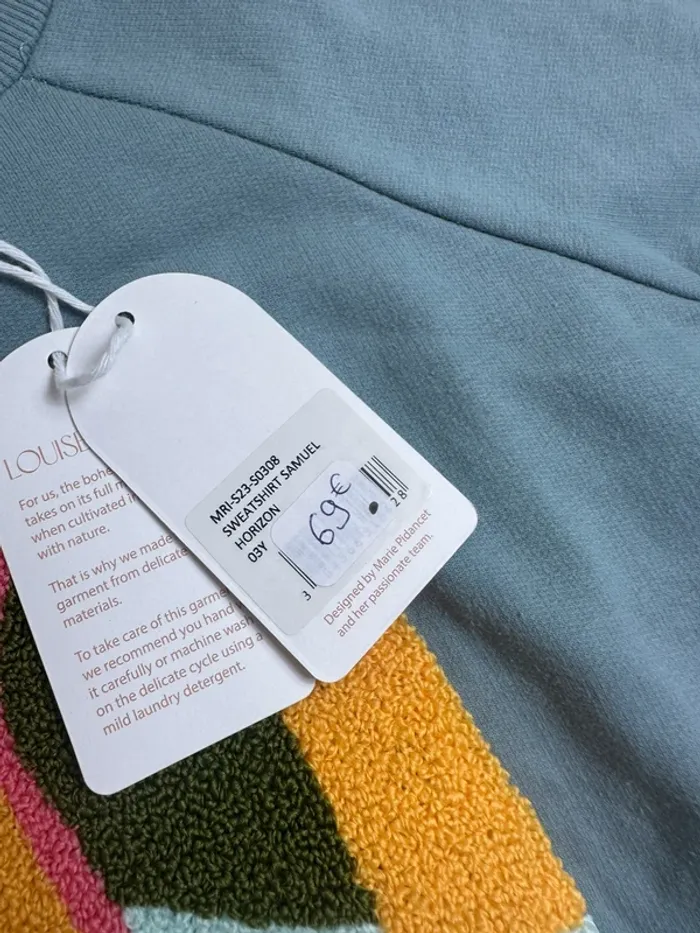 LOUISE
For us, the bohe
takes on its full m
when cultivated i
with nature.
That is why we made
garment from delicate
materials.
To take care of this garme
we recommend you hand w
it carefully or machine wash
on the delicate cycle using a
mild laundry detergent.
MRI-S23-S0308
SWEATSHIRT SAMUEL
HORIZON
03Y
69€
3
28
Designed by Marie Pidancet
and her passionate team.